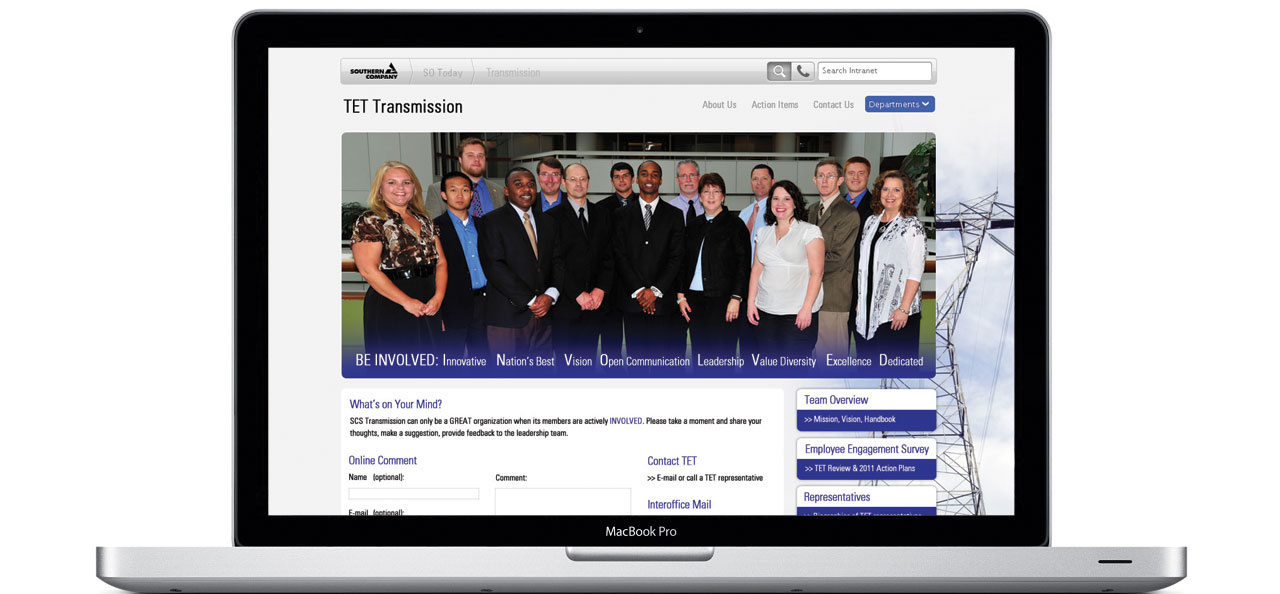 SOUTHERN COMPANY
SO Today
Transmission
Search Intranet
TET Transmission
About Us
Action Items
Contact Us
Departments
BE INVOLVED: Innovative Nation's Best Vision Open Communication Leadership Value Diversity Excellence Dedicated
What's on Your Mind?
SCS Transmission can only be a GREAT organization when its members are actively INVOLVED. Please take a moment and share your
thoughts, make a suggestion, provide feedback to the leadership team.
Online Comment
Name (optional):
Comment:
E-mail (optional):
Contact TET
>> E-mail or call a TET representative
Interoffice Mail
Team Overview
>> Mission, Vision, Handbook
Employee Engagement Survey
>> TET Review & 2011 Action Plans
Representatives
>> Biographies of TET representatives
MacBook Pro